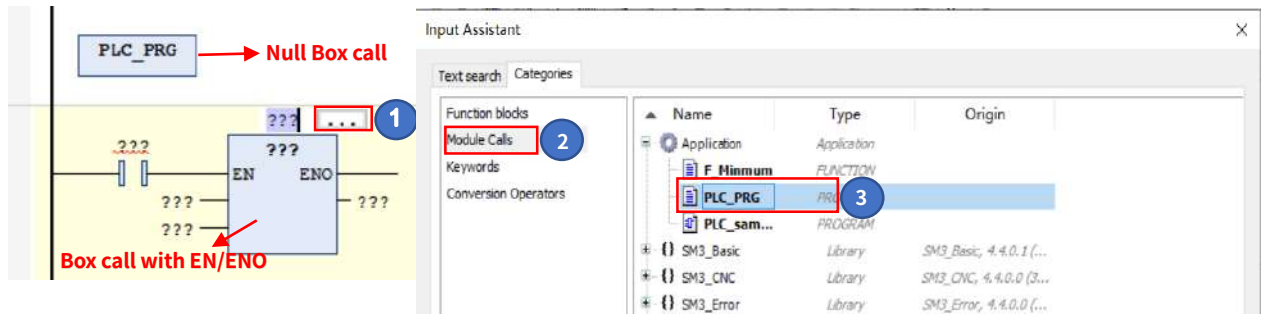 PLC_PRG
Null Box call
??? ... 1
???
???
EN ENO
??? ???
???
Box call with EN/ENO
Input Assistant
Text search Categories
Function blocks
Module Calls 2
Keywords
Conversion Operators
Name Type Origin
Application Application
F_Minmum FUNCTION
PLC_PRG 3
PLC_sam... PROGRAM
SM3_Basic Library SM3_Basic, 4.4.0.1 (...
SM3_CNC Library SM3_CNC, 4.4.0.0 (3...
SM3_Error Library SM3_Error, 4.4.0.0 (...